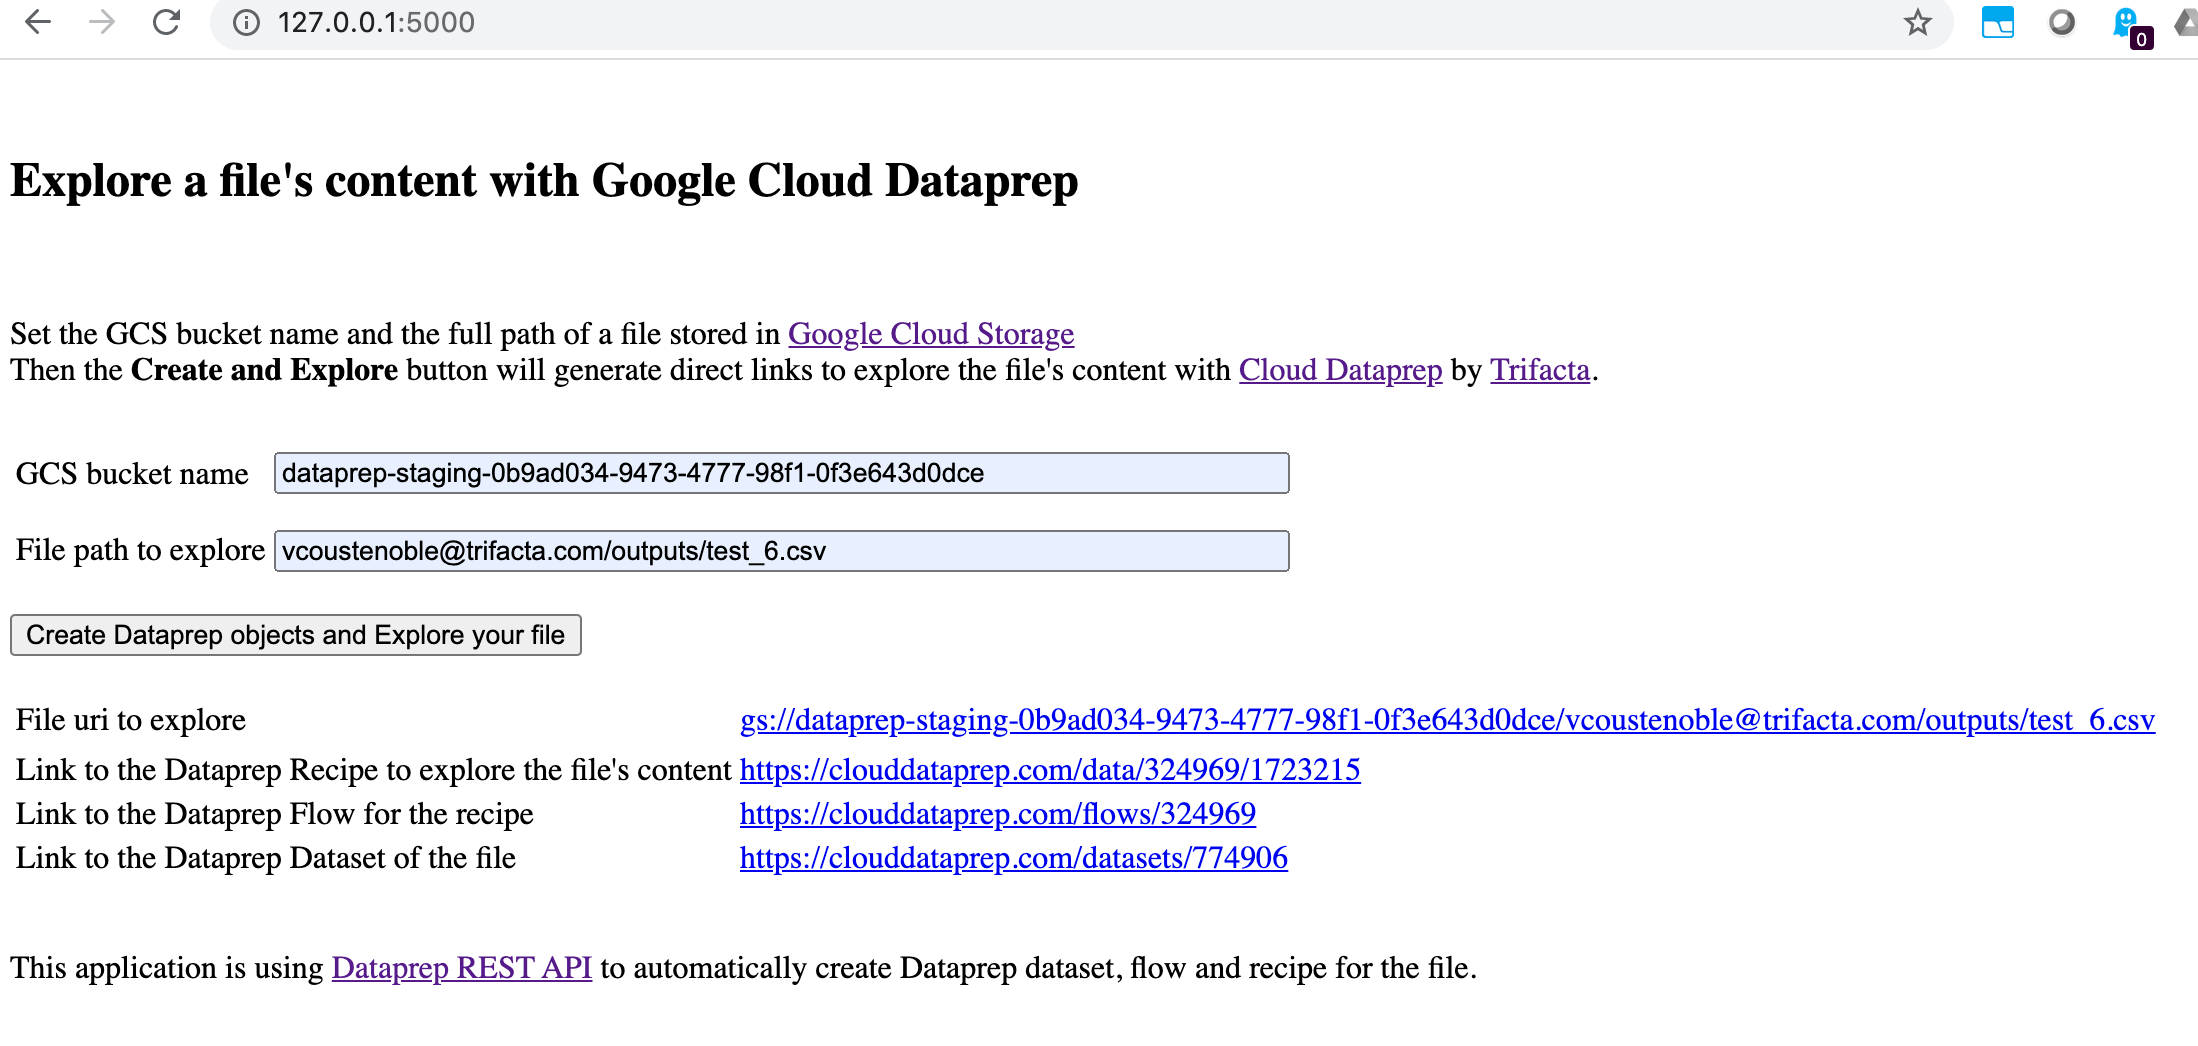 127.0.0.1:5000
0
Explore a file's content with Google Cloud Dataprep
Set the GCS bucket name and the full path of a file stored in Google Cloud Storage
Then the Create and Explore button will generate direct links to explore the file's content with Cloud Dataprep by Trifacta.
GCS bucket name dataprep-staging-0b9ad034-9473-4777-98f1-0f3e643d0dce
File path to explore vcoustenoble@trifacta.com/outputs/test_6.csv
Create Dataprep objects and Explore your file
File uri to explore gs://dataprep-staging-0b9ad034-9473-4777-98f1-0f3e643d0dce/vcoustenoble@trifacta.com/outputs/test_6.csv
Link to the Dataprep Recipe to explore the file's content https://clouddataprep.com/data/324969/1723215
Link to the Dataprep Flow for the recipe https://clouddataprep.com/flows/324969
Link to the Dataprep Dataset of the file https://clouddataprep.com/datasets/774906
This application is using Dataprep REST API to automatically create Dataprep dataset, flow and recipe for the file.